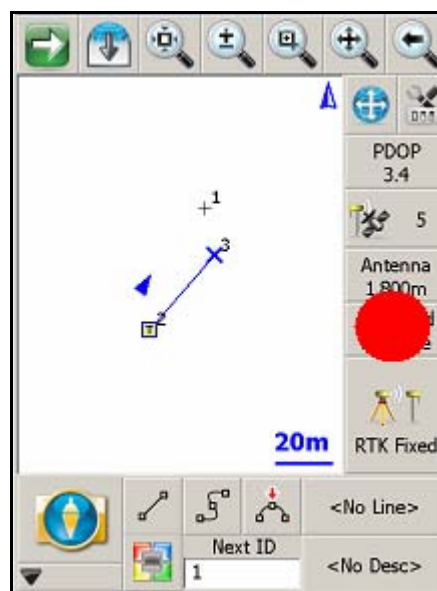 PDOP
3.4
1
5
3
Antenna
1.800m
2
20m
RTK Fixed
<No Line>
Next ID
1
<No Desc>